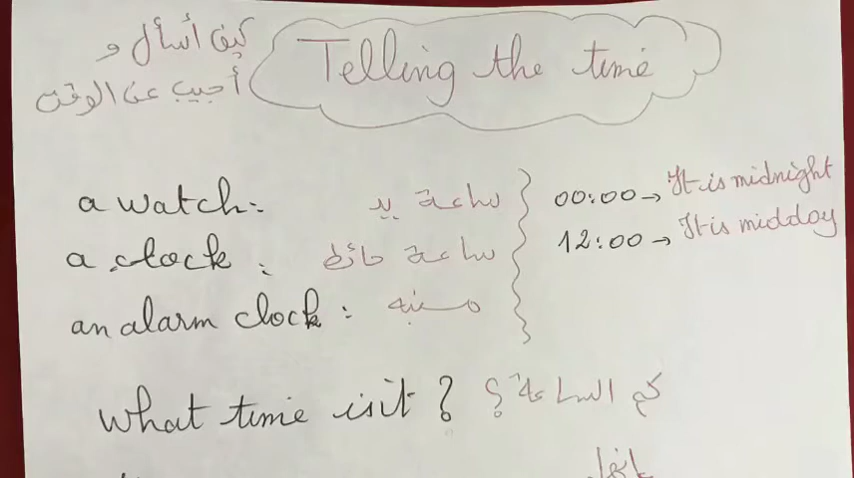 كيف أسأل و
أجيب عن الوقت
Telling the time
a watch: ساعة يد
a clock : ساعة حائط
an alarm clock : منبه
00:00 → It is midnight
12:00 → It is midday
What time is it ? كم الساعة؟